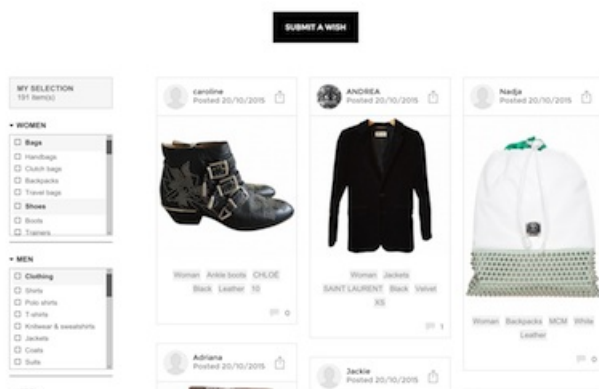 SUBMIT A WISH
MY SELECTION
191 item(s)
WOMEN
Bags
Handbags
Clutch bags
Backpacks
Travel bags
Shoes
Boots
Trainers
MEN
Clothing
Shirts
Polo shirts
T-shirts
Knitwear & sweatshirts
Jackets
Coats
Suits
caroline
Posted 20/10/2015
Woman Ankle boots CHLOE
Black Leather 10
0
ANDREA
Posted 20/10/2015
Woman Jackets
SAINT LAURENT Black Velvet
XS
1
Nadja
Posted 20/10/2015
Woman Backpacks MCM White
Leather
0
Adriana
Posted 20/10/2015
Jackie
Posted 20/10/2015